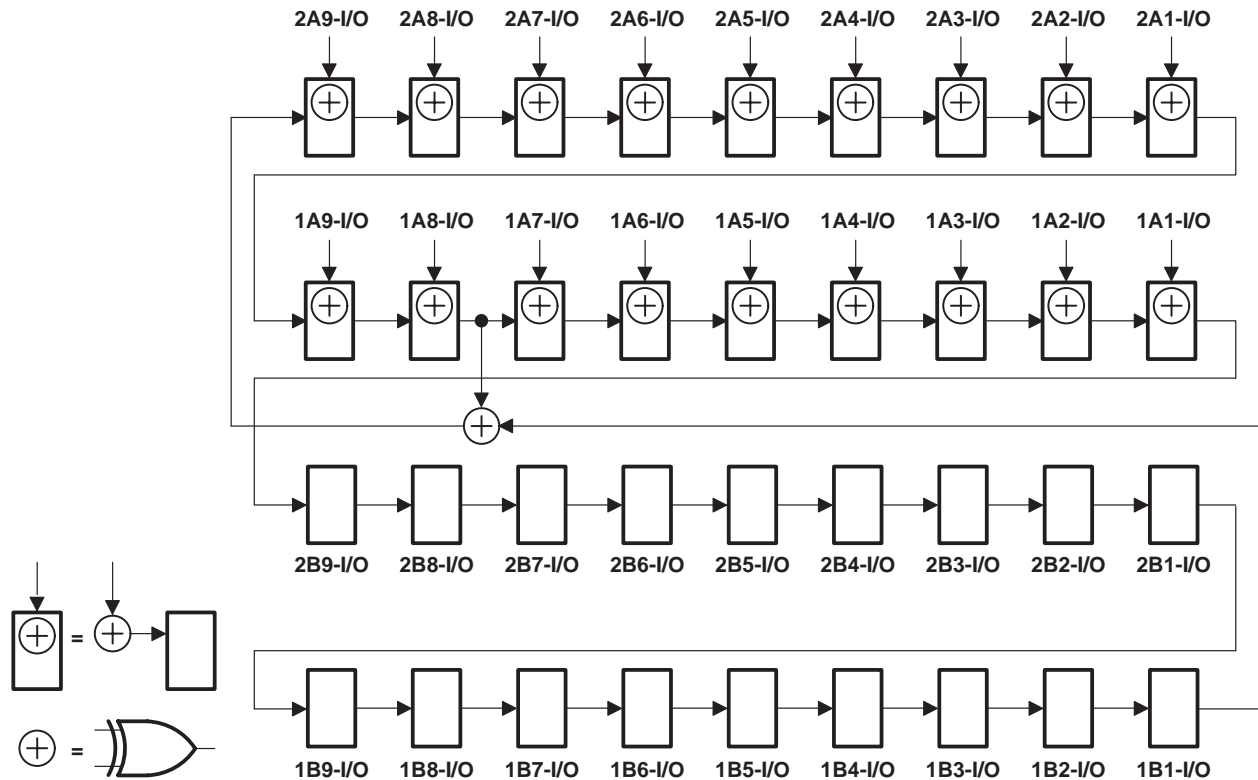 2A9-I/O 2A8-I/O 2A7-I/O 2A6-I/O 2A5-I/O 2A4-I/O 2A3-I/O 2A2-I/O 2A1-I/O
1A9-I/O 1A8-I/O 1A7-I/O 1A6-I/O 1A5-I/O 1A4-I/O 1A3-I/O 1A2-I/O 1A1-I/O
2B9-I/O 2B8-I/O 2B7-I/O 2B6-I/O 2B5-I/O 2B4-I/O 2B3-I/O 2B2-I/O 2B1-I/O
=
=
1B9-I/O 1B8-I/O 1B7-I/O 1B6-I/O 1B5-I/O 1B4-I/O 1B3-I/O 1B2-I/O 1B1-I/O